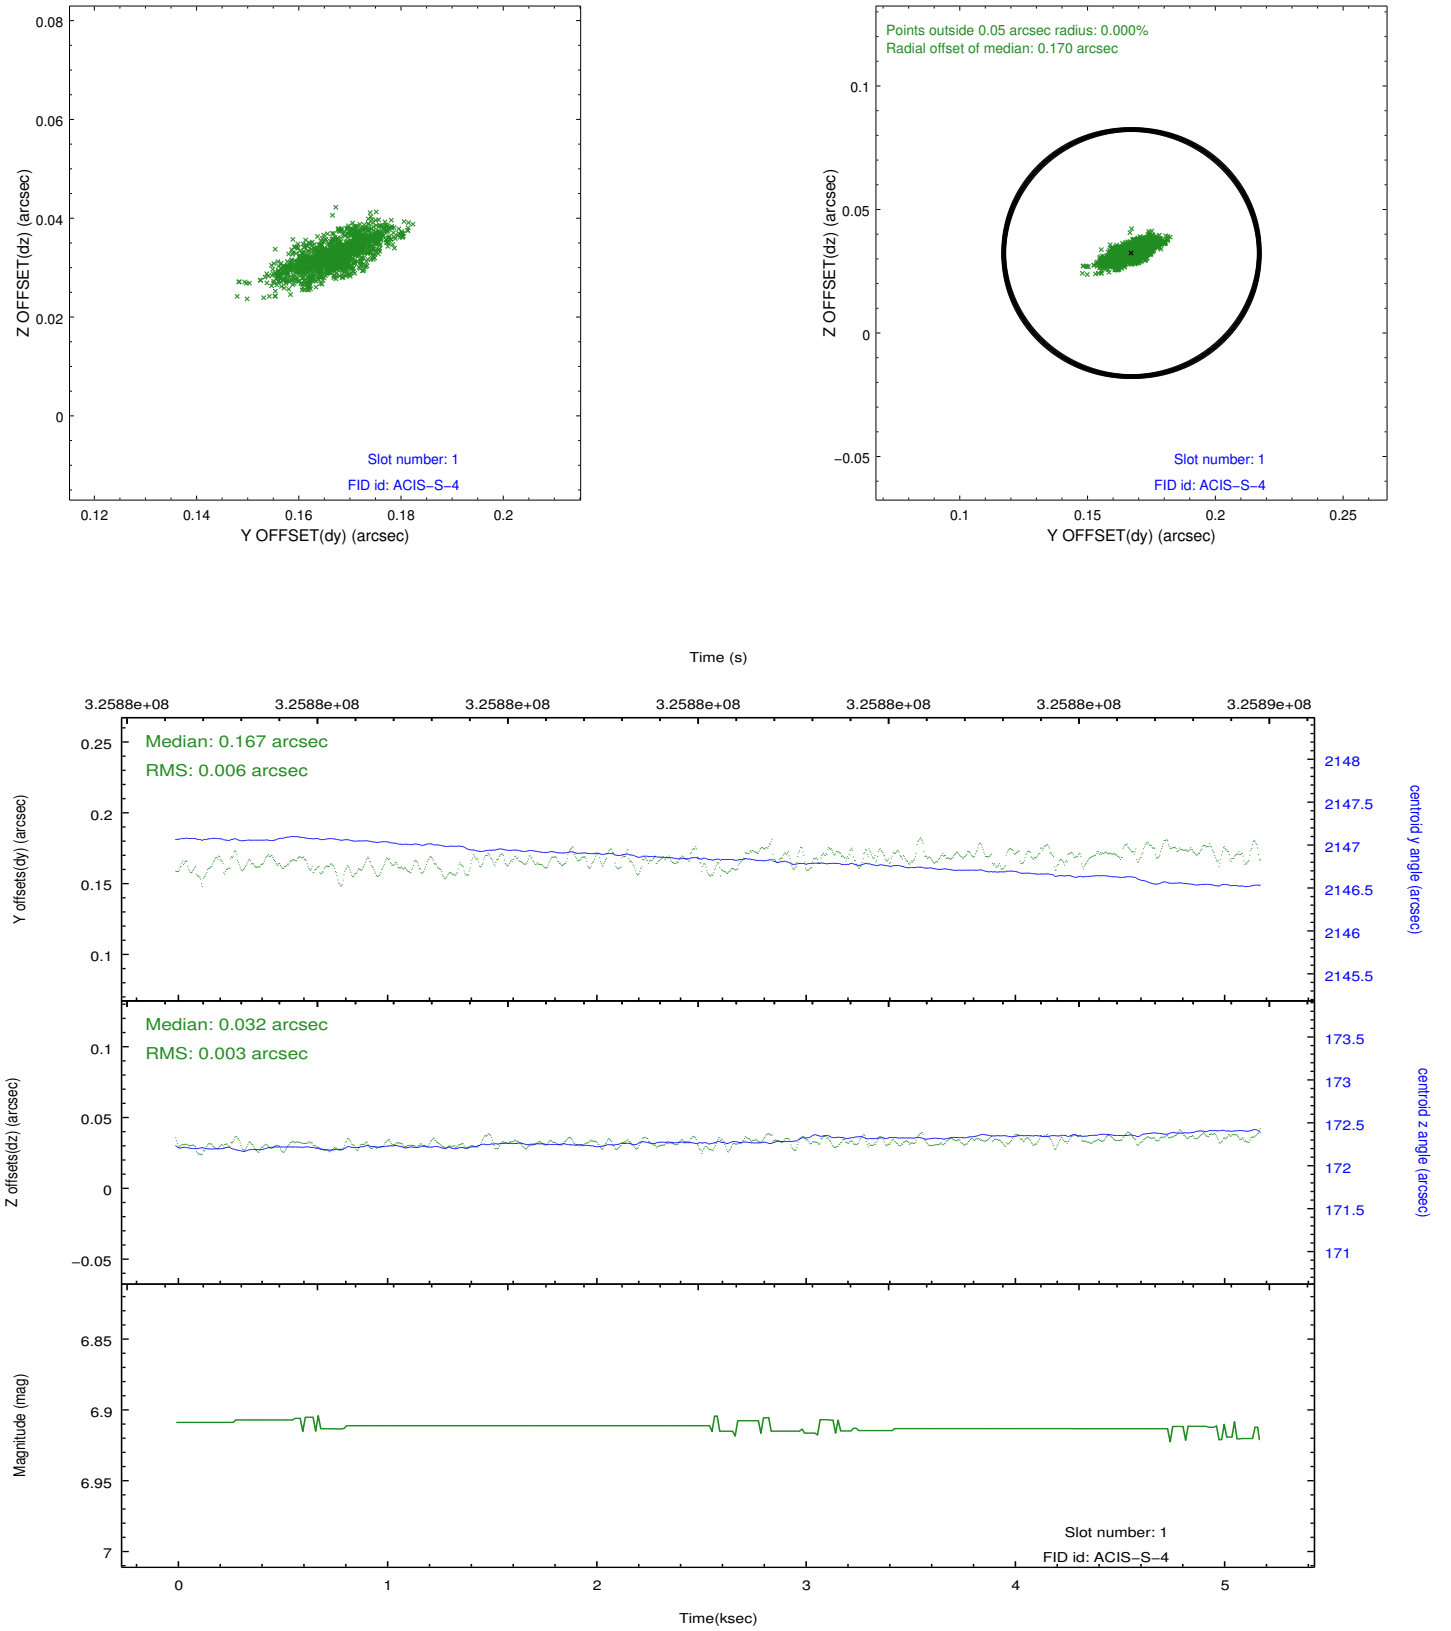 0.08
0.06
0.04
0.02
0
Z OFFSET(dz) (arcsec)
Slot number: 1
FID id: ACIS−S−4
0.12 0.14 0.16 0.18 0.2
Y OFFSET(dy) (arcsec)
Points outside 0.05 arcsec radius: 0.000%
Radial offset of median: 0.170 arcsec
0.1
0.05
0
−0.05
Z OFFSET(dz) (arcsec)
Slot number: 1
FID id: ACIS−S−4
0.1 0.15 0.2 0.25
Y OFFSET(dy) (arcsec)
Time (s)
3.2588e+08 3.2588e+08 3.2588e+08 3.2588e+08 3.2588e+08 3.2588e+08 3.2589e+08
Median: 0.167 arcsec
RMS: 0.006 arcsec
0.25
0.2
0.15
0.1
Y offsets(dy) (arcsec)
2148
2147.5
2147
2146.5
2146
2145.5
centroid y angle (arcsec)
Median: 0.032 arcsec
RMS: 0.003 arcsec
0.1
0.05
0
−0.05
Z offsets(dz) (arcsec)
173.5
173
172.5
172
171.5
171
centroid z angle (arcsec)
6.85
6.9
6.95
7
Magnitude (mag)
Slot number: 1
FID id: ACIS−S−4
0 1 2 3 4 5
Time(ksec)